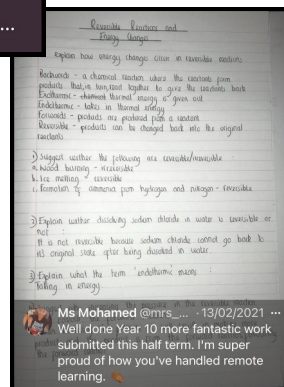 ...
Reversible Reactions and
Energy Changes
Explain how energy changes occur in reversible reactions
Backwards - a chemical reaction where the reactants form
products that, in turn, react together to give the reactants back
Exothermic - thermal energy is given out
Endothermic - takes in thermal energy
Forwards - products are produced from a reactant
Reversible - products can be changed back into the original
reactants
1) Suggest wether the following are reversible/irreversible :
a. wood burning - irreversible
b. Ice melting - reversible
c. Formation of ammonia from hydrogen and nitrogen - reversible
2) Explain wether dissolving sodium chloride in water is reversible or
not :
It is not reversible because sodium chloride cannot go back to
its original state after being dissolved in water.
3) Explain what the term 'endothermic' means :
Taking in energy.
Ms Mohamed @mrs_... · 13/02/2021 ...
Well done Year 10 more fantastic work
submitted this half term. I'm super
proud of how you've handled remote
learning. 👏